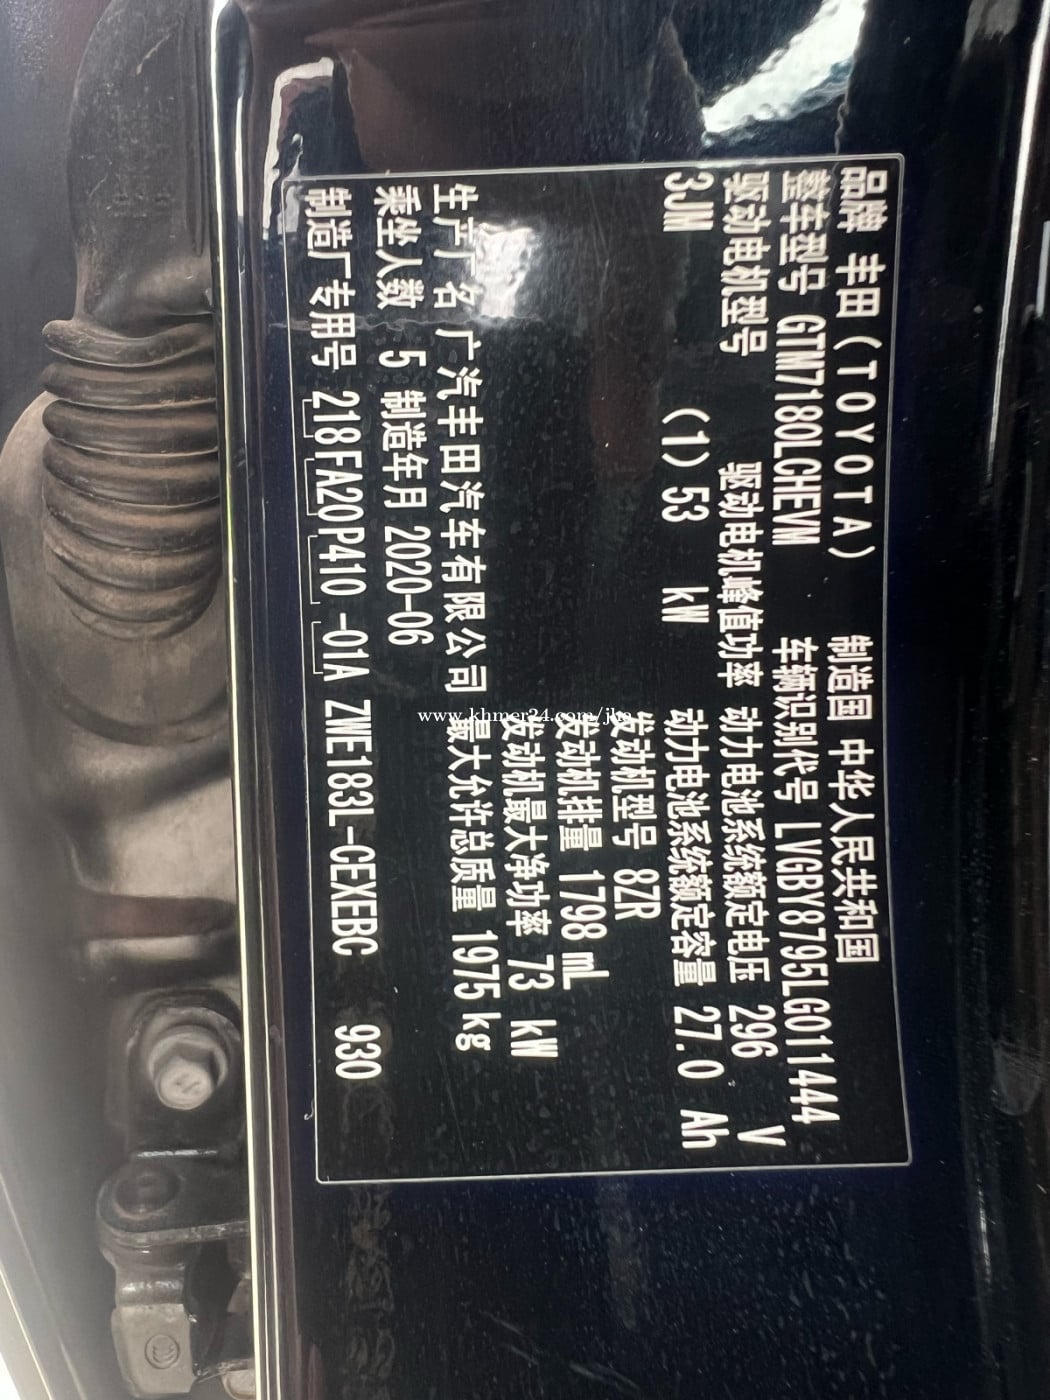 品牌 丰田(TOYOTA) 制造国 中华人民共和国
整车型号 GTM7180LCHEVM 车辆识别代号 LVGBY8795LG011444
驱动电机型号 驱动电机峰值功率 动力电池系统额定电压 296 V
3JM (1)53 kW 动力电池系统额定容量 27.0 Ah
发动机型号 8ZR
发动机排量 1798 mL
发动机最大净功率 73 kW
生产厂名 广汽丰田汽车有限公司 最大允许总质量 1975kg
乘坐人数 5 制造年月 2020-06
制造厂专用号 218FA20P410 -01A ZWE183L-GEXEBC 930